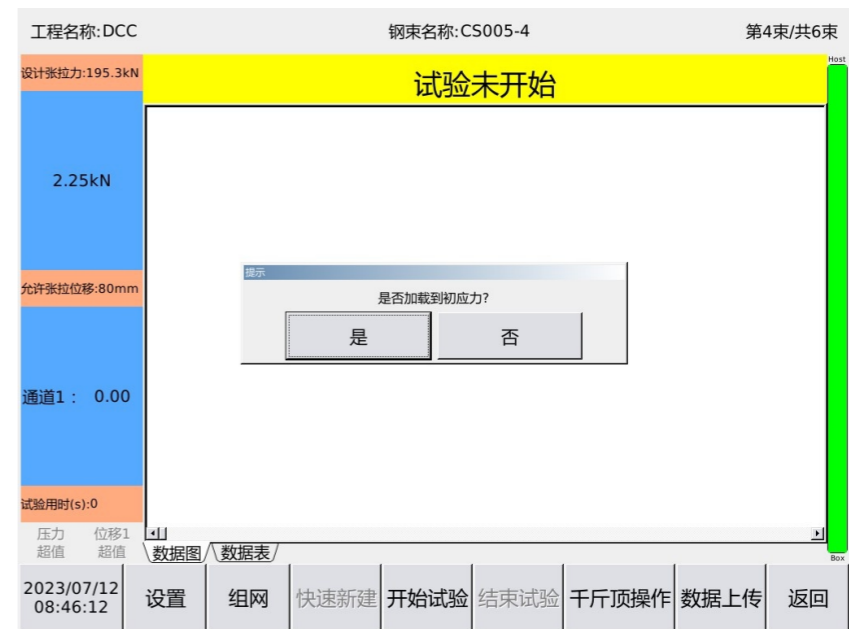 工程名称:DCC 钢束名称:CS005-4 第4束/共6束
设计张拉力:195.3kN
试验未开始
Host
2.25kN
提示
允许张拉位移:80mm
是否加载到初应力?
是 否
通道1： 0.00
试验用时(s):0
压力 位移1
超值 超值
数据图 数据表
Box
2023/07/12
08:46:12
设置 组网 快速新建 开始试验 结束试验 千斤顶操作 数据上传 返回